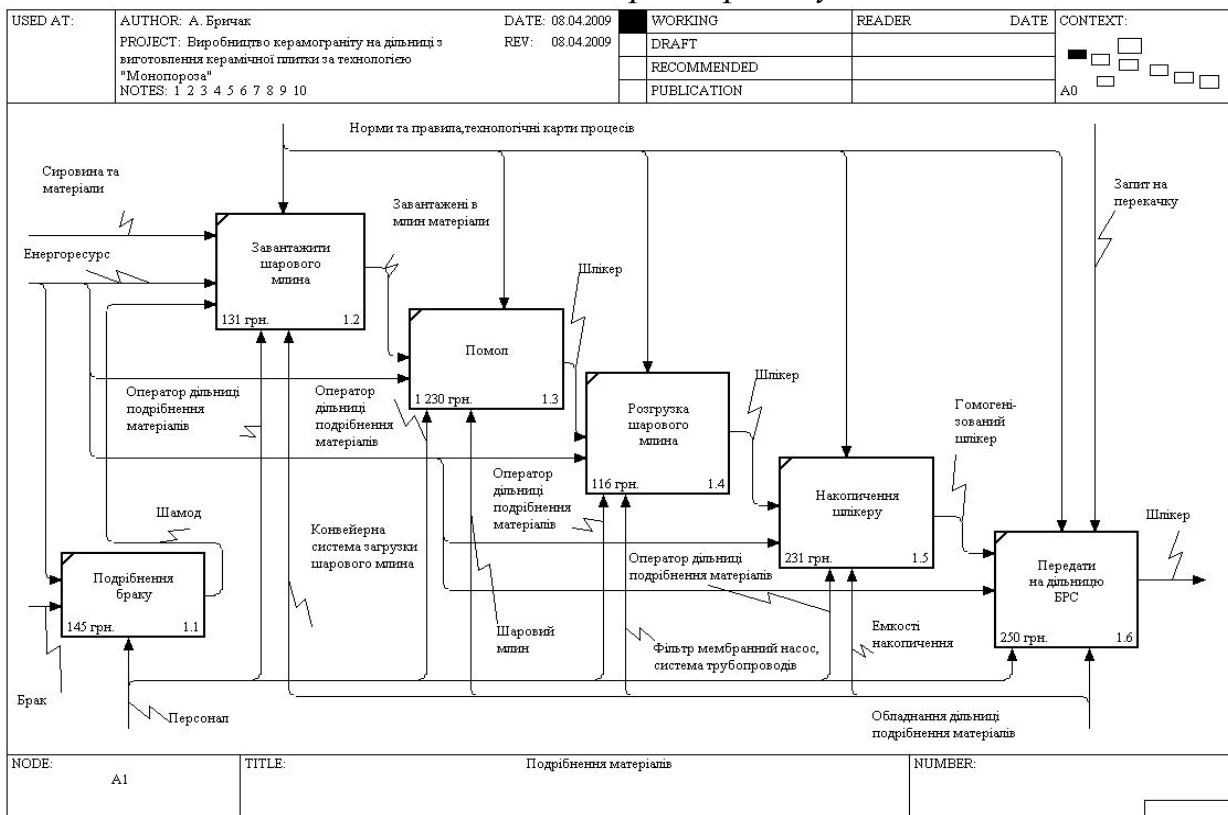 USED AT:
AUTHOR: А. Бричак
DATE: 08.04.2009
PROJECT: Виробництво керамограніту на дільниці з
виготовлення керамічної плитки за технологією
"Монопороза"
REV: 08.04.2009
NOTES: 1 2 3 4 5 6 7 8 9 10
WORKING
DRAFT
RECOMMENDED
PUBLICATION
READER
DATE
CONTEXT:
A0
Норми та правила,технологічні карти процесів
Сировина та
матеріали
Завантажені в
млин матеріали
Запит на
перекачку
Енергоресурс
Завантажити
шарового
млина
131 грн.
1.2
Шлікер
Помол
1 230 грн.
1.3
Шлікер
Оператор дільниці
подрібнення
матеріалів
Оператор
дільниці
подрібнення
матеріалів
Розгрузка
шарового
млина
116 грн.
1.4
Гомогені-
зований
шлікер
Оператор
дільниці
подрібнення
матеріалів
Накопичення
шлікеру
231 грн.
1.5
Шамод
Конвейерна
система загрузки
шарового млина
Шлікер
Оператор дільниці
подрібнення матеріалів
Подрібнення
браку
145 грн.
1.1
Передати
на дільницю
БРС
250 грн.
1.6
Шаровий
млин
Фільтр мембранний насос,
система трубопроводів
Емкості
накопичення
Брак
Персонал
Обладнання дільниці
подрібнення матеріалів
NODE:
A1
TITLE:
Подрібнення матеріалів
NUMBER: